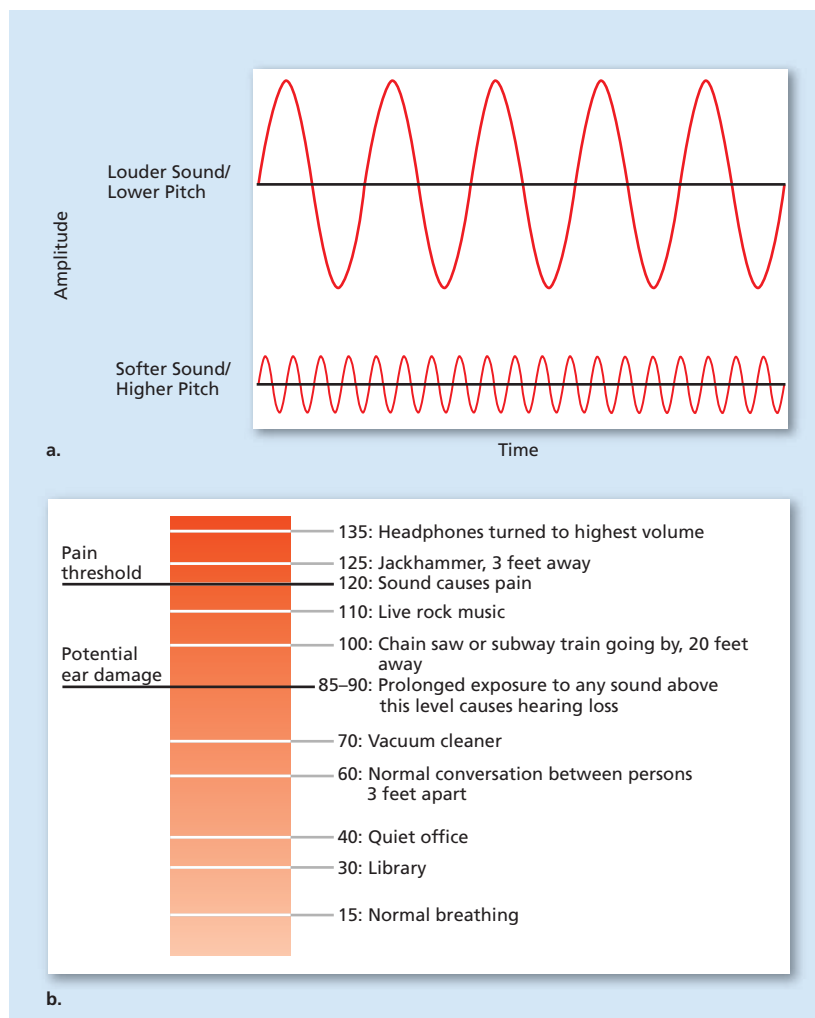 Louder Sound/
Lower Pitch
Amplitude
Softer Sound/
Higher Pitch
a.
Time
Pain
threshold
135: Headphones turned to highest volume
125: Jackhammer, 3 feet away
120: Sound causes pain
110: Live rock music
Potential
ear damage
100: Chain saw or subway train going by, 20 feet
away
85–90: Prolonged exposure to any sound above
this level causes hearing loss
70: Vacuum cleaner
60: Normal conversation between persons
3 feet apart
40: Quiet office
30: Library
15: Normal breathing
b.